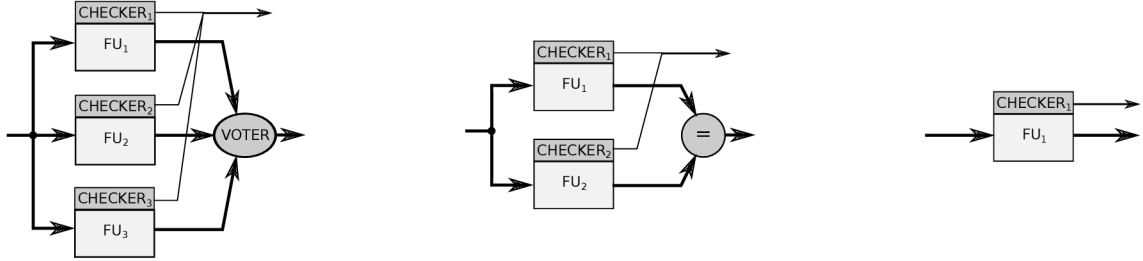 CHECKER1
FU1
CHECKER2
FU2
VOTER
CHECKER3
FU3
CHECKER1
FU1
=
CHECKER2
FU2
CHECKER1
FU1